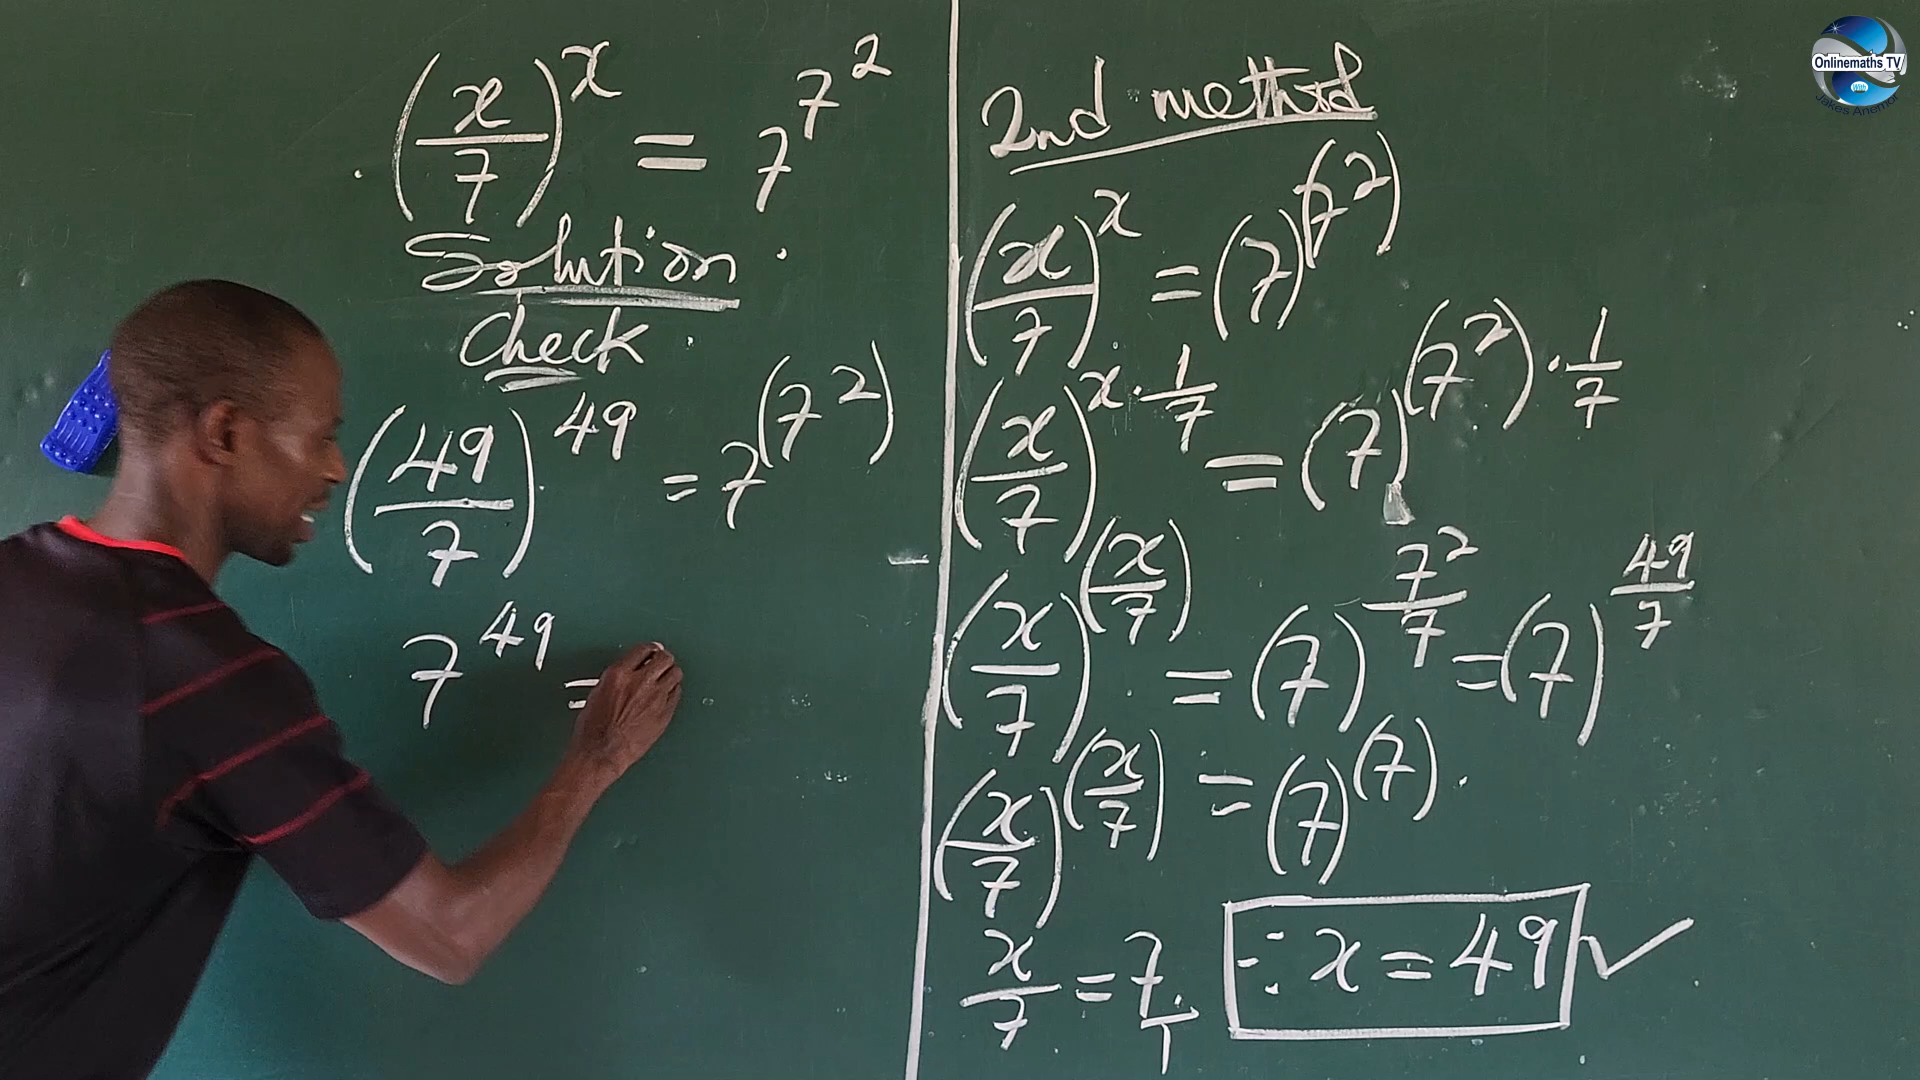 (x/7)^x = 7^7^2
Solution
Check
(49/7)^49 = 7^(7^2)
7^49 =
2nd method
(x/7)^x = (7)^(7^2)
(x/7)^x·1/7 = (7)^(7^2)·1/7
(x/7)^(x/7) = (7)^7^2/7 = (7)^49/7
(x/7)^(x/7) = (7)^(7).
x/7 = 7/1 ∴ x = 49 ✓
Onlinemaths TV
Jakes Anemor